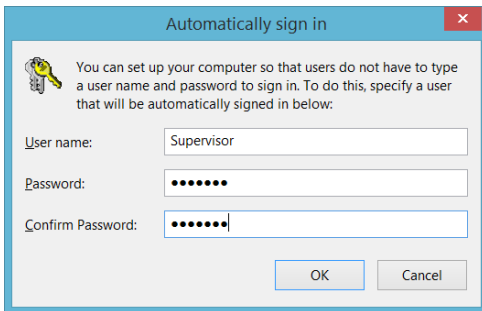 Automatically sign in
You can set up your computer so that users do not have to type
a user name and password to sign in. To do this, specify a user
that will be automatically signed in below:
User name:
Supervisor
Password:
●●●●●●●
Confirm Password:
●●●●●●●
OK
Cancel